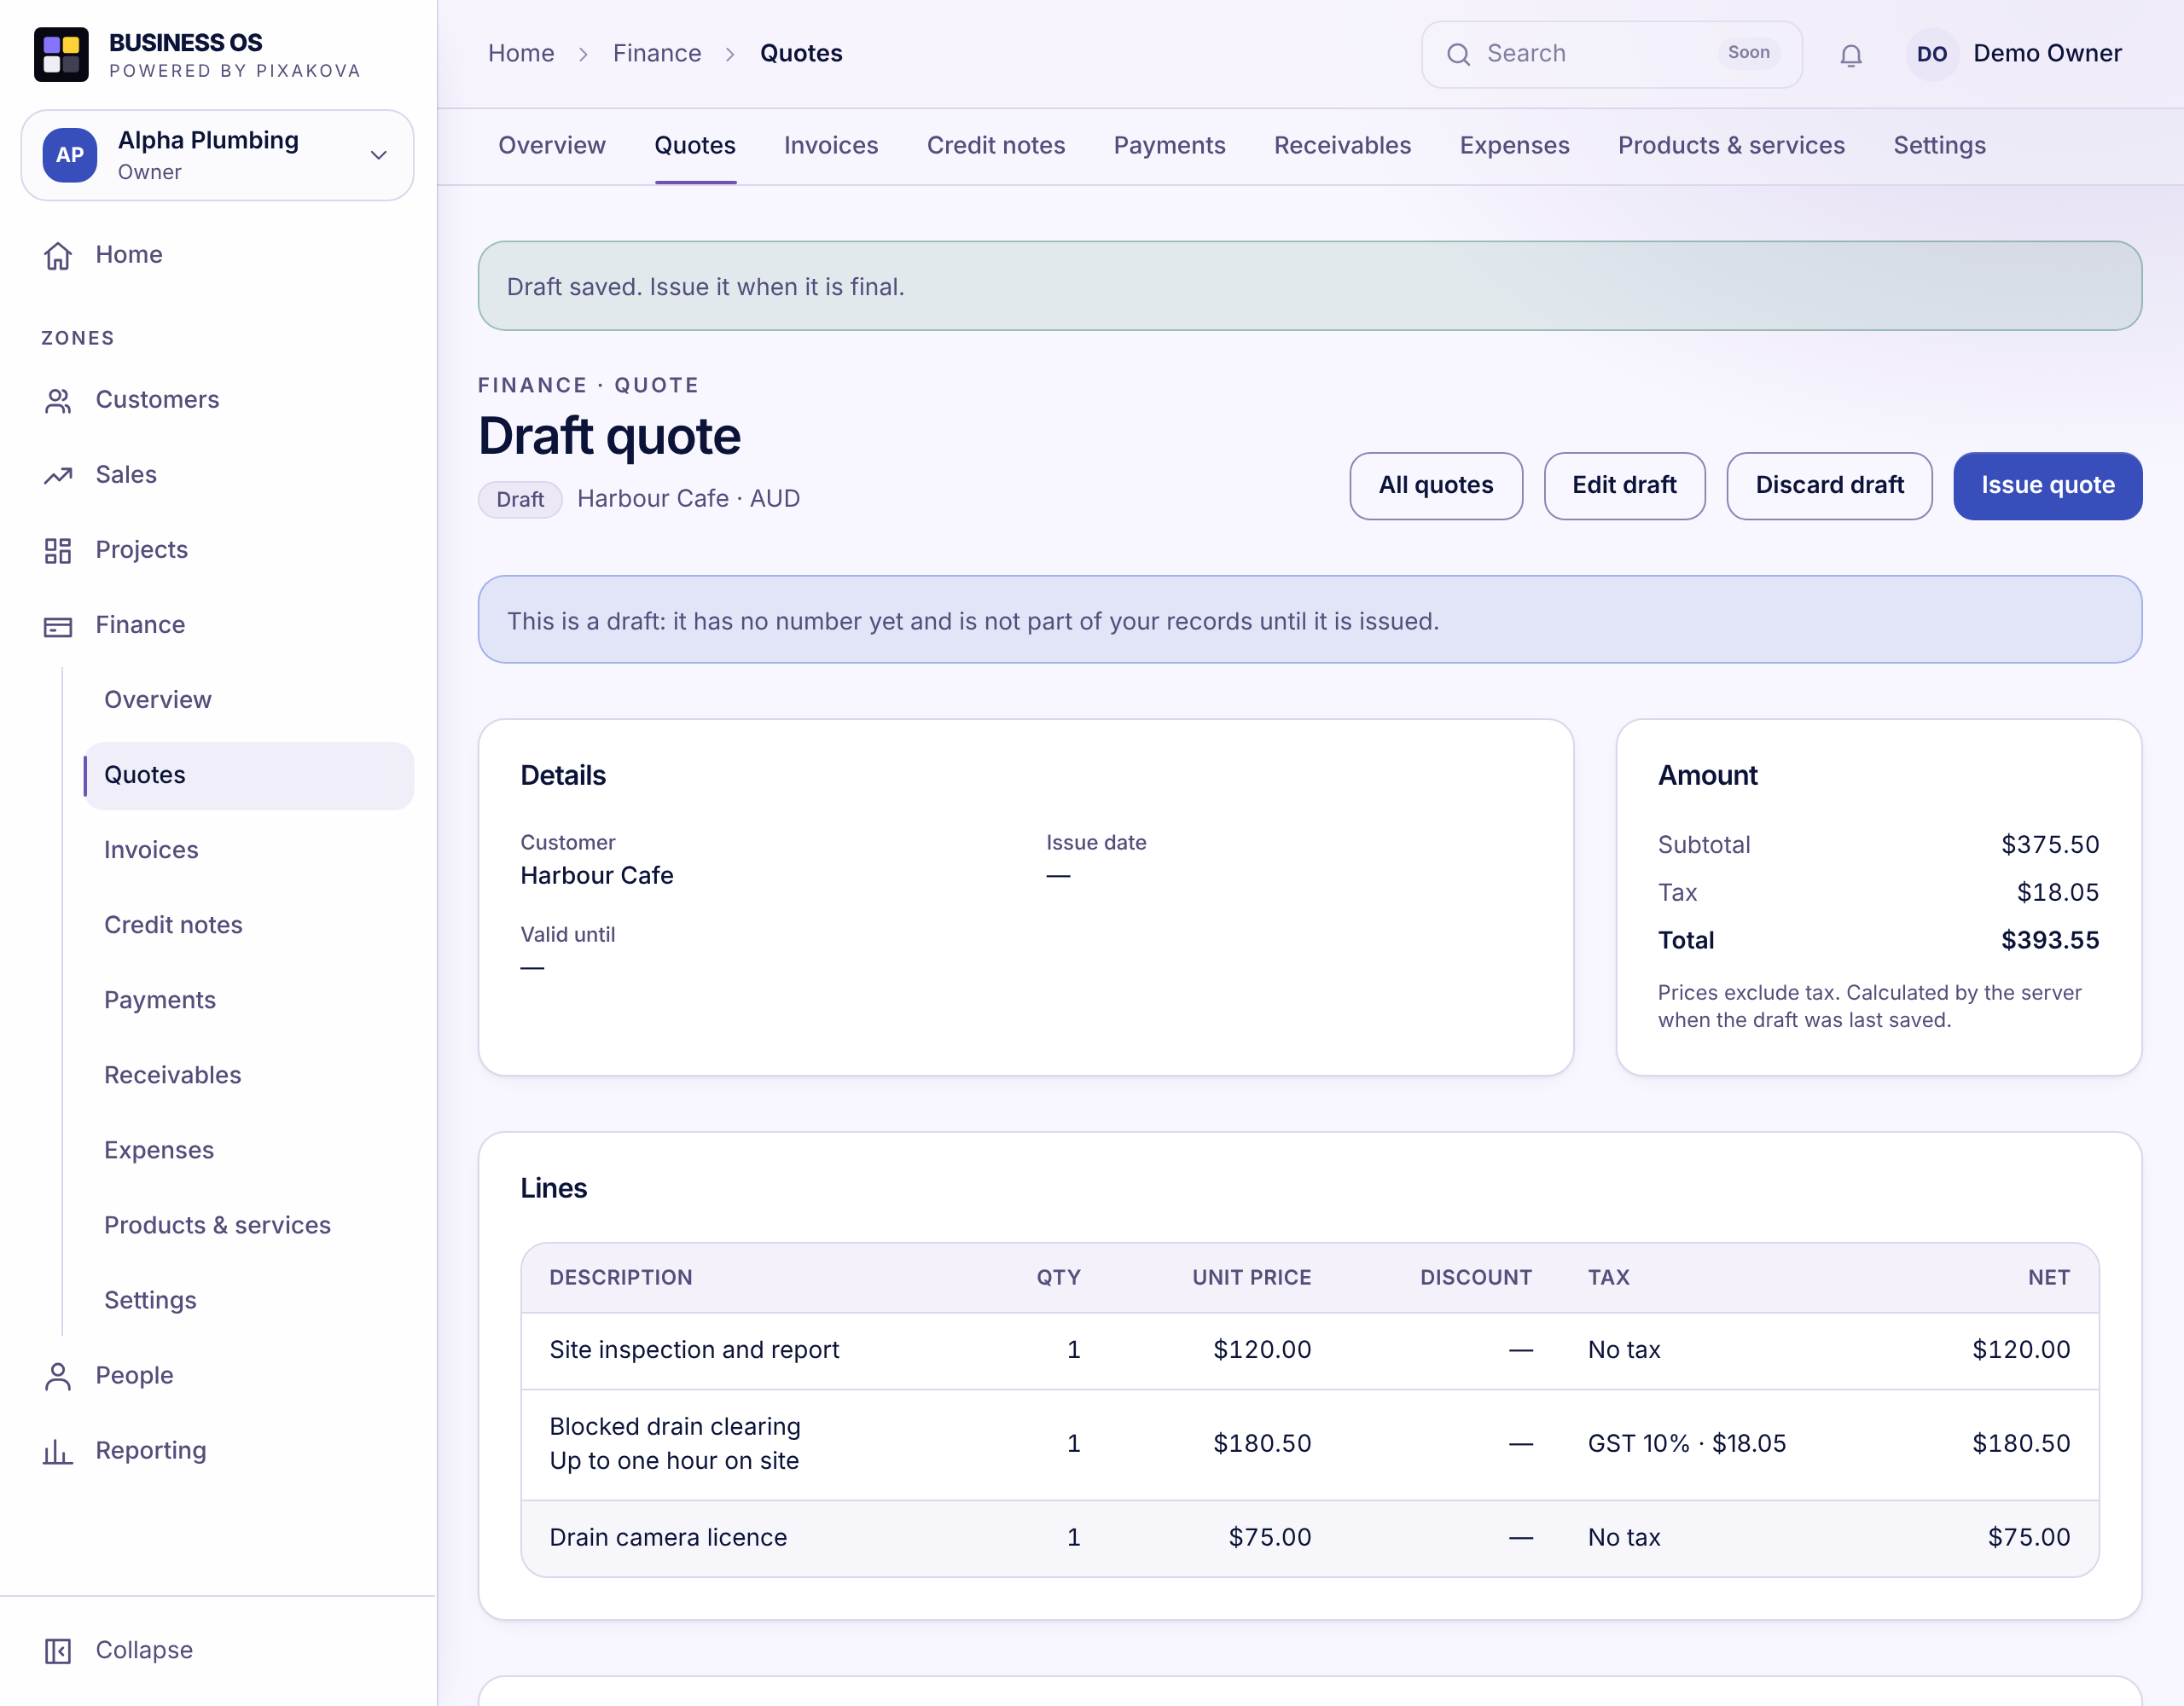 BUSINESS OS
POWERED BY PIXAKOVA
AP
Alpha Plumbing
Owner
Home
ZONES
Customers
Sales
Projects
Finance
Overview
Quotes
Invoices
Credit notes
Payments
Receivables
Expenses
Products & services
Settings
People
Reporting
Collapse
Home > Finance > Quotes
Search
Soon
DO
Demo Owner
Overview Quotes Invoices Credit notes Payments Receivables Expenses Products & services Settings
Draft saved. Issue it when it is final.
FINANCE · QUOTE
Draft quote
Draft Harbour Cafe · AUD
All quotes Edit draft Discard draft Issue quote
This is a draft: it has no number yet and is not part of your records until it is issued.
Details
Customer Issue date
Harbour Cafe —
Valid until
—
Amount
Subtotal $375.50
Tax $18.05
Total $393.55
Prices exclude tax. Calculated by the server
when the draft was last saved.
Lines
DESCRIPTION QTY UNIT PRICE DISCOUNT TAX NET
Site inspection and report 1 $120.00 — No tax $120.00
Blocked drain clearing
Up to one hour on site
1 $180.50 — GST 10% · $18.05 $180.50
Drain camera licence 1 $75.00 — No tax $75.00